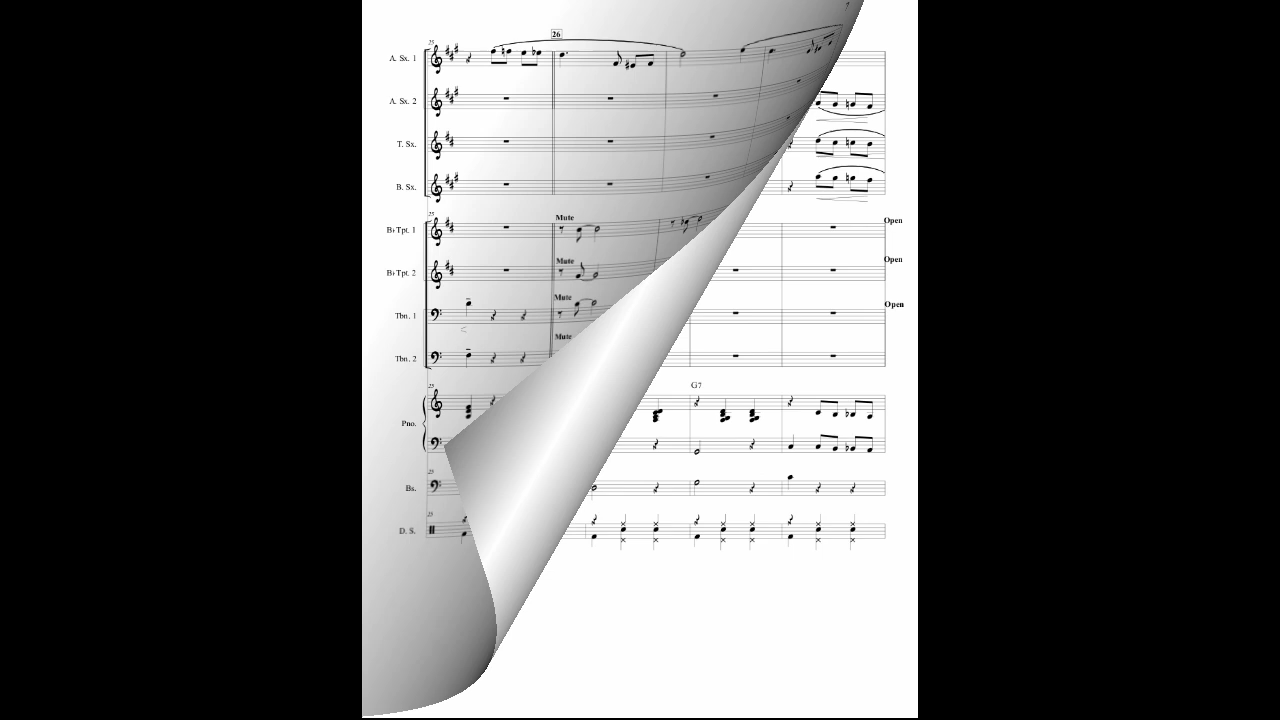 7
26
25
A. Sx. 1
A. Sx. 2
T. Sx.
B. Sx.
25
Mute
Open
B♭ Tpt. 1
Mute
Open
B♭ Tpt. 2
Mute
Open
Tbn. 1
Mute
Tbn. 2
25
G7
Pno.
25
Bs.
25
D. S.